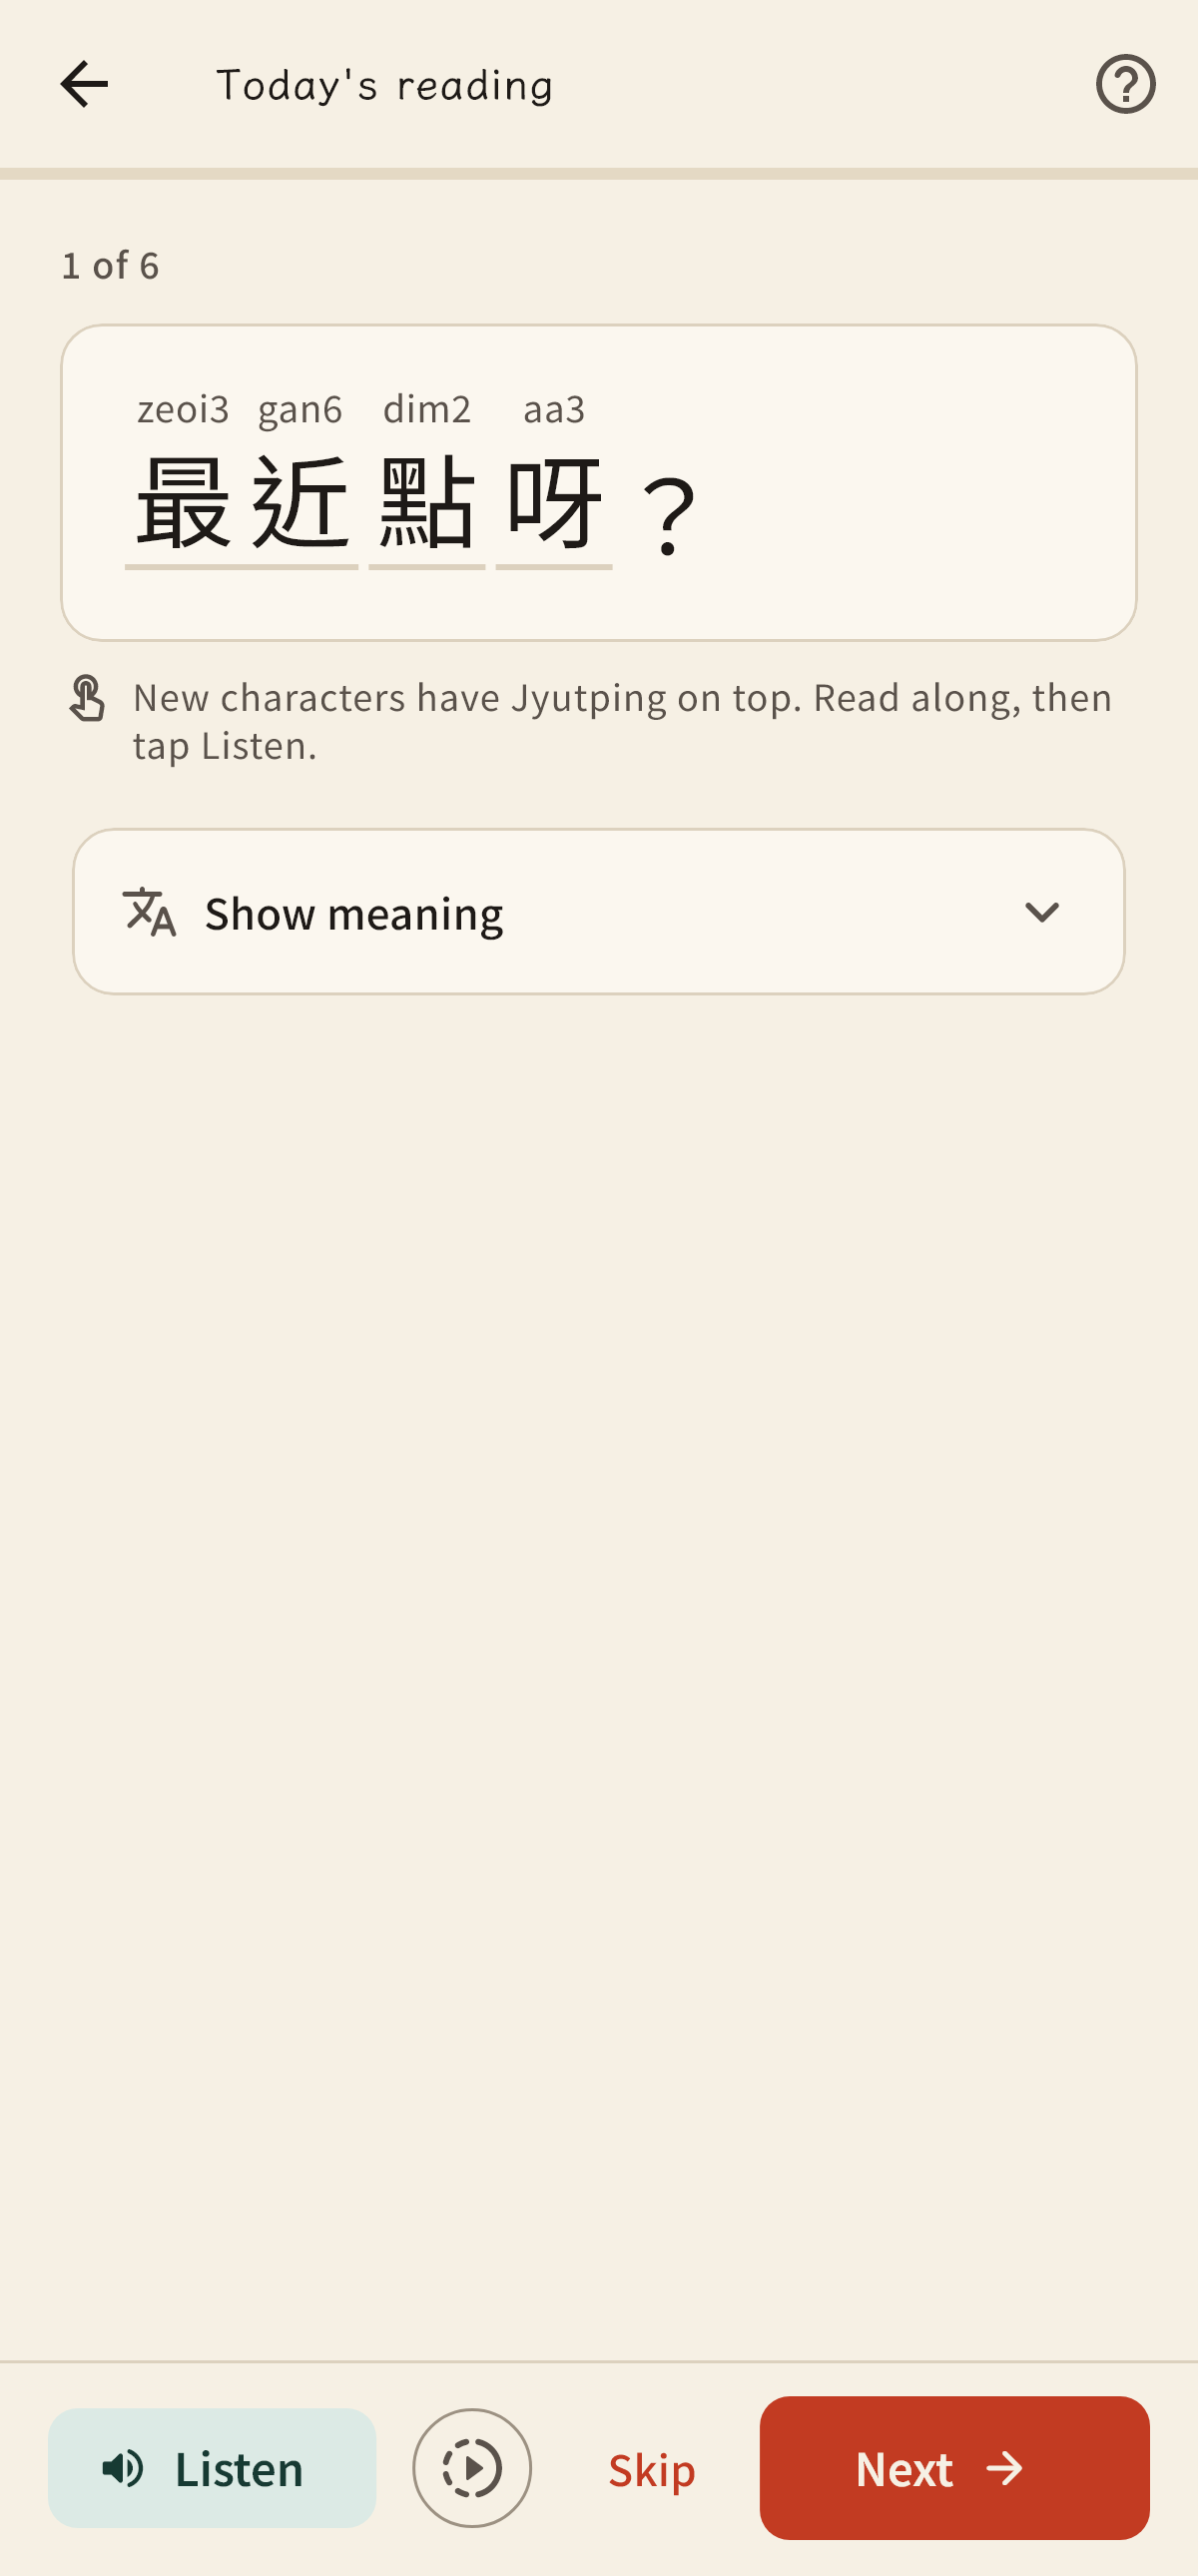 Today's reading
1 of 6
zeoi3 gan6 dim2 aa3
最近點呀？
New characters have Jyutping on top. Read along, then
tap Listen.
Show meaning
Listen
Skip
Next